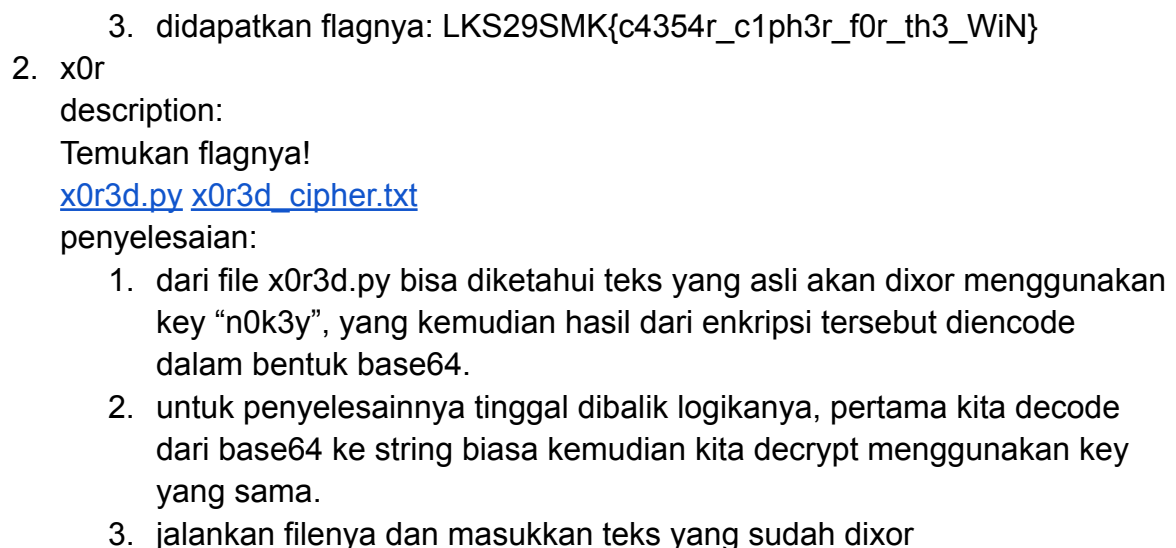 3. didapatkan flagnya: LKS29SMK{c4354r_c1ph3r_f0r_th3_WiN}
2. x0r
description:
Temukan flagnya!
x0r3d.py x0r3d_cipher.txt
penyelesaian:
1. dari file x0r3d.py bisa diketahui teks yang asli akan dixor menggunakan
key “n0k3y”, yang kemudian hasil dari enkripsi tersebut diencode
dalam bentuk base64.
2. untuk penyelesainnya tinggal dibalik logikanya, pertama kita decode
dari base64 ke string biasa kemudian kita decrypt menggunakan key
yang sama.
3. jalankan filenya dan masukkan teks yang sudah dixor